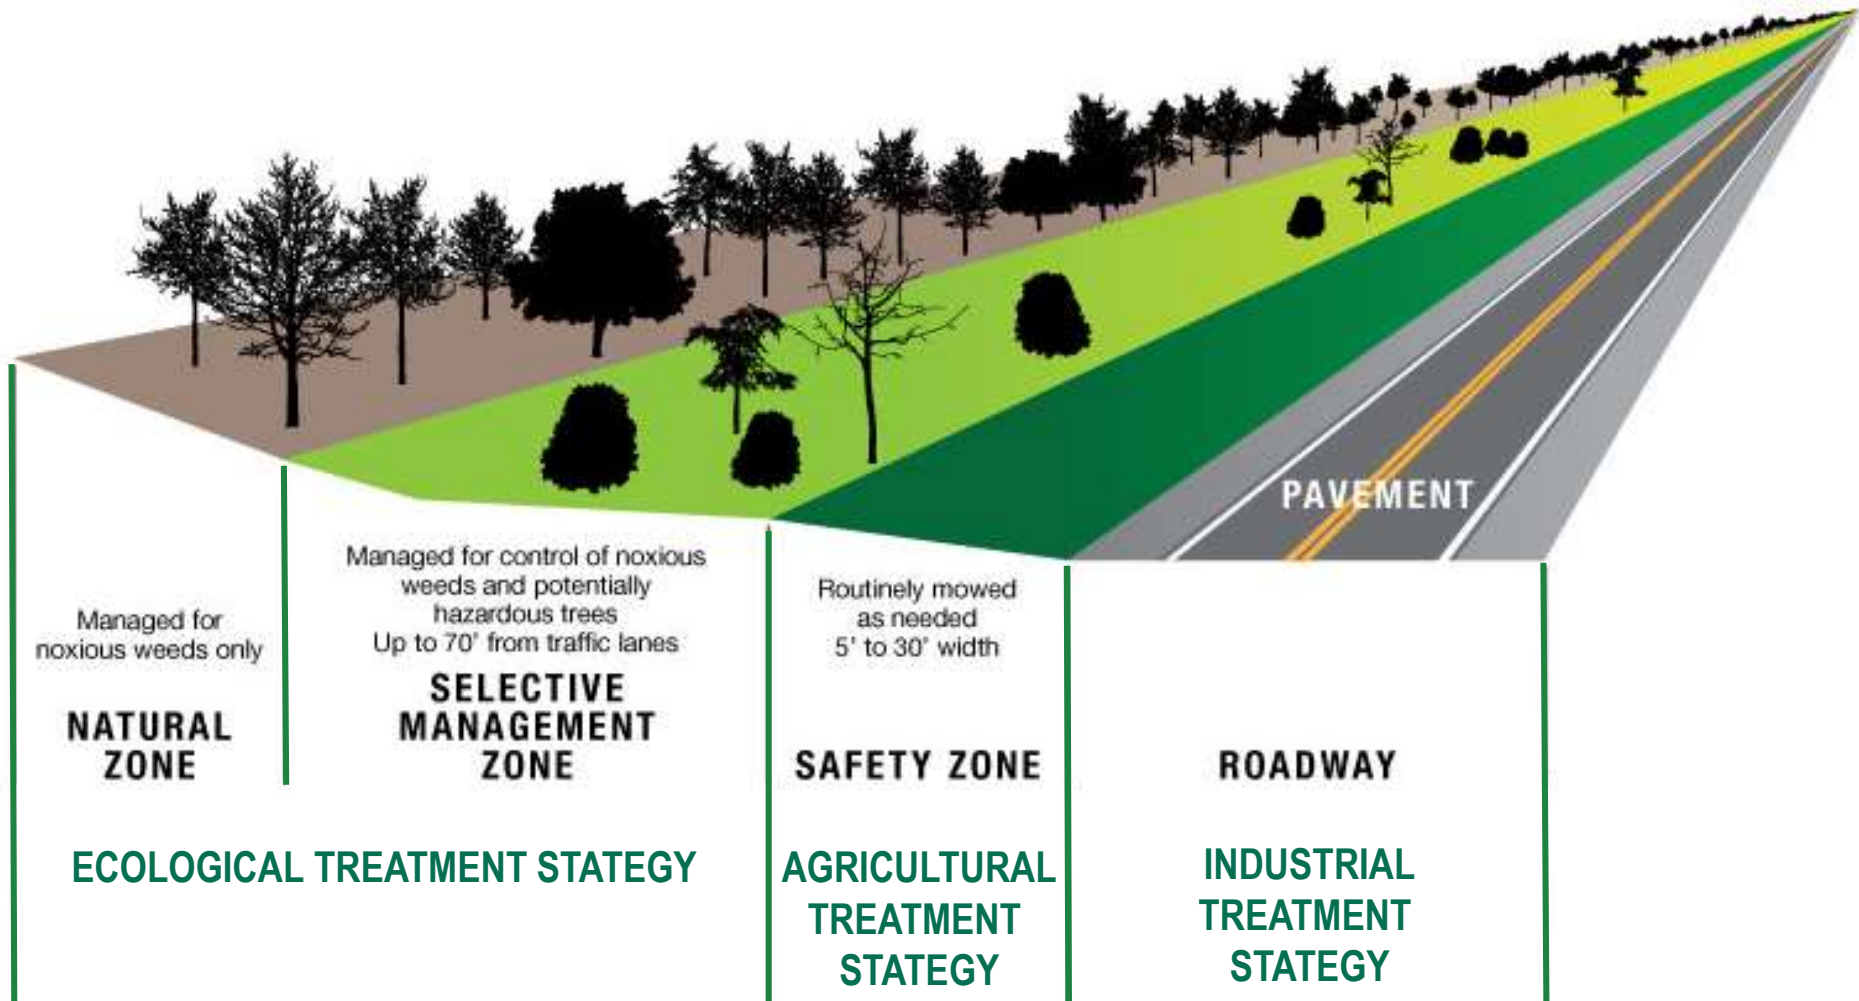 PAVEMENT
Managed for
noxious weeds only
NATURAL
ZONE
Managed for control of noxious
weeds and potentially
hazardous trees
Up to 70' from traffic lanes
SELECTIVE
MANAGEMENT
ZONE
Routinely mowed
as needed
5' to 30' width
SAFETY ZONE
ROADWAY
ECOLOGICAL TREATMENT STATEGY
AGRICULTURAL
TREATMENT
STATEGY
INDUSTRIAL
TREATMENT
STATEGY